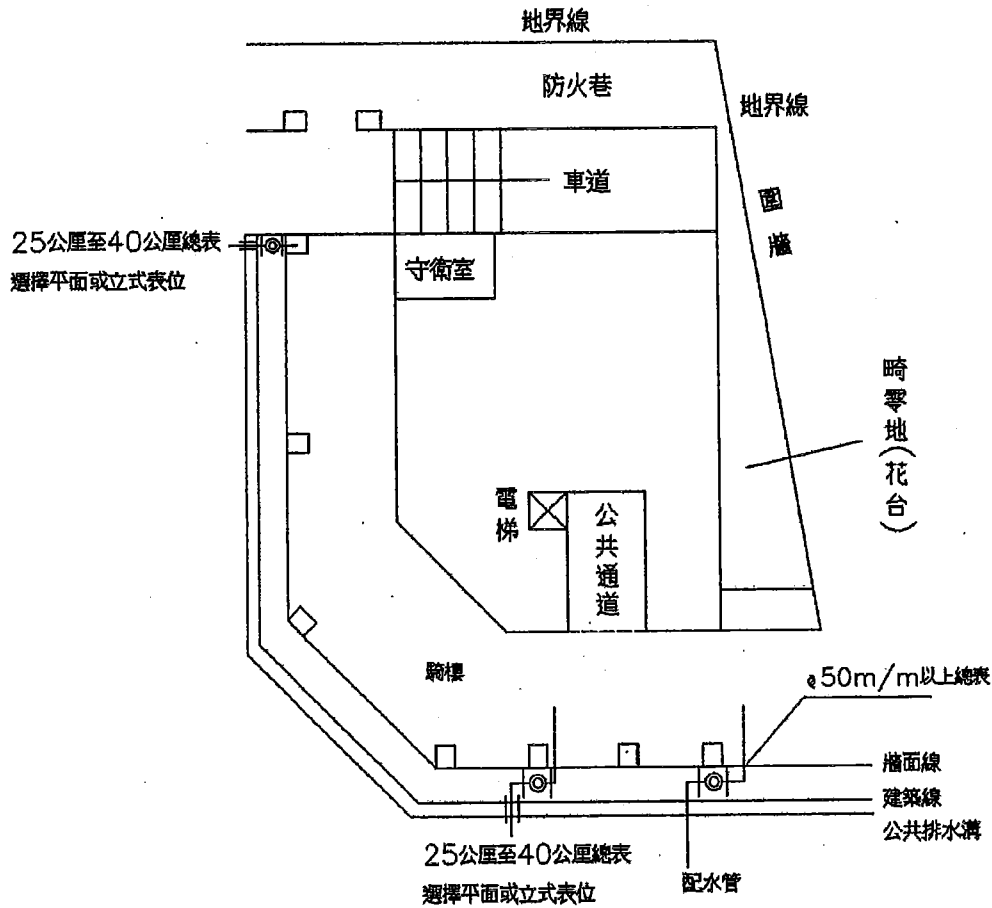 地界線
防火巷
地界線
車道
圍牆
25公厘至40公厘總表
選擇平面或立式表位
守衛室
畸零地(花台)
電梯
公共通道
騎樓
φ50m/m以上總表
牆面線
建築線
公共排水溝
25公厘至40公厘總表
選擇平面或立式表位
配水管